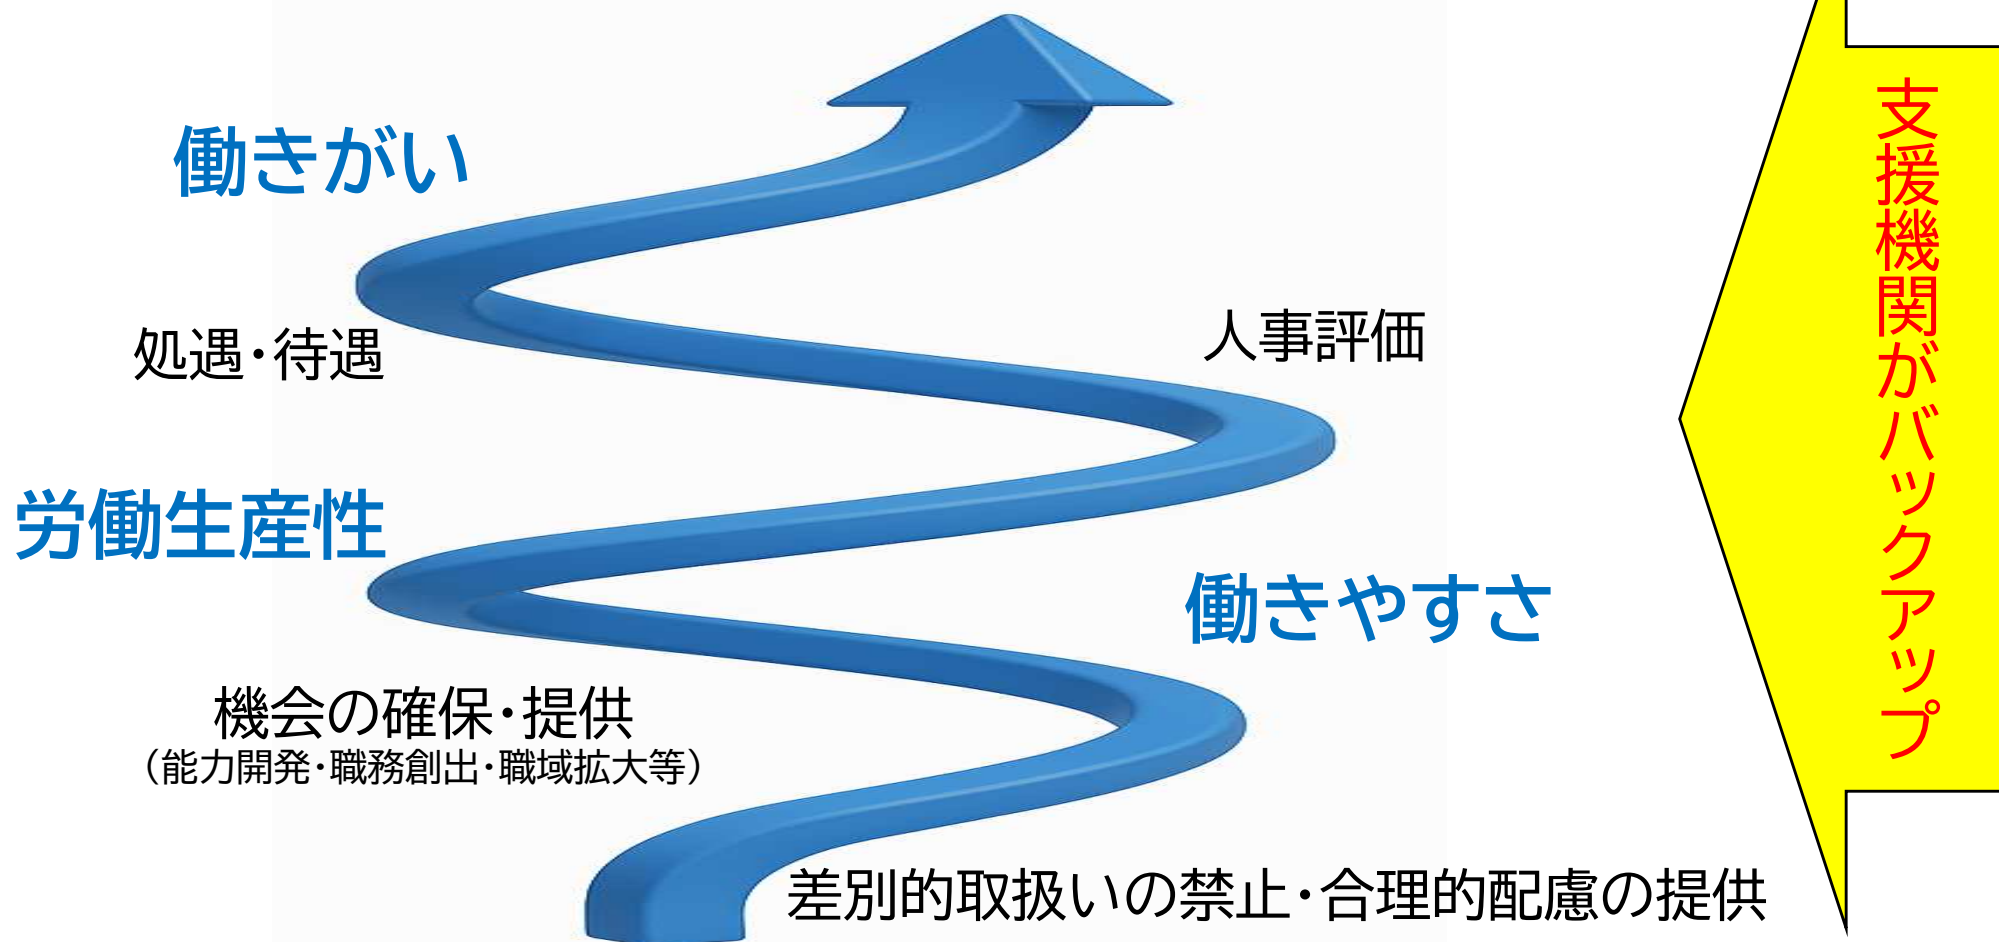 働きがい
処遇・待遇
人事評価
労働生産性
働きやすさ
機会の確保・提供
（能力開発・職務創出・職域拡大等）
差別的取扱いの禁止・合理的配慮の提供
支援機関がバックアップ